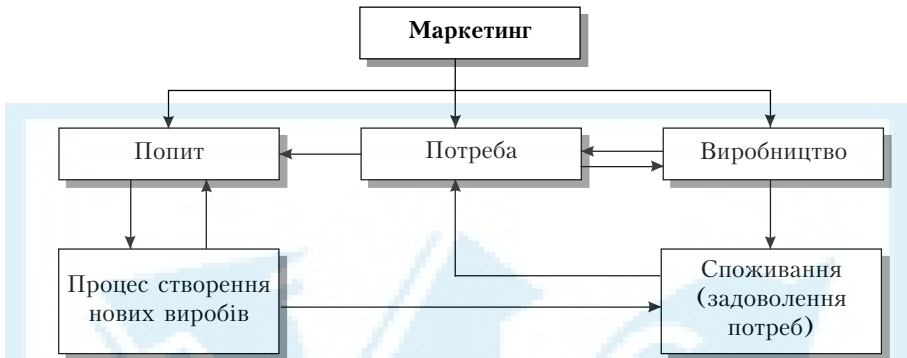 Маркетинг
Попит
Потреба
Виробництво
Процес створення
нових виробів
Споживання
(задоволення
потреб)